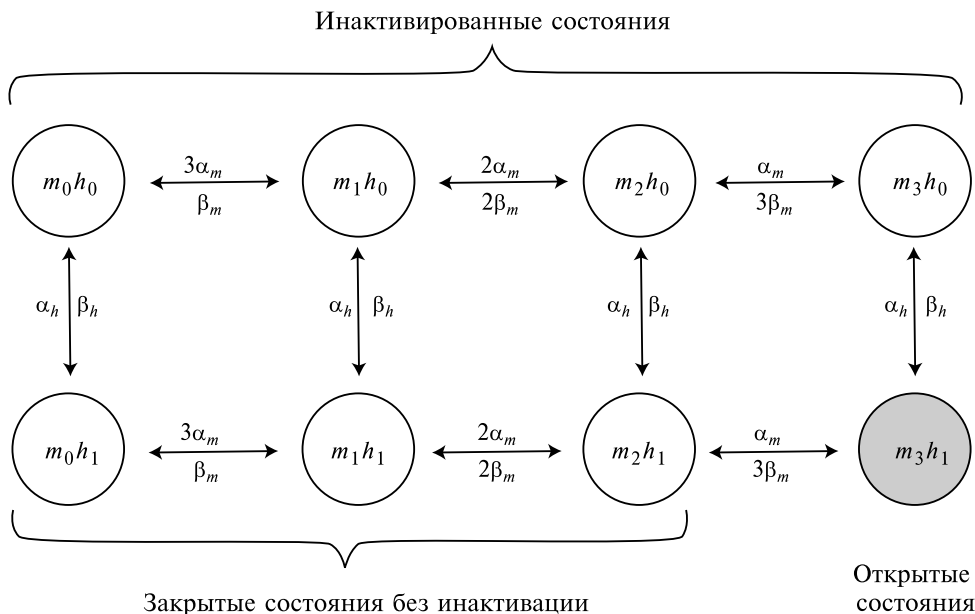 Инактивированные состояния
3αₘ 2αₘ αₘ
m₀h₀ m₁h₀ m₂h₀ m₃h₀
βₘ 2βₘ 3βₘ
αₕ βₕ αₕ βₕ αₕ βₕ αₕ βₕ
3αₘ 2αₘ αₘ
m₀h₁ m₁h₁ m₂h₁ m₃h₁
βₘ 2βₘ 3βₘ
Закрытые состояния без инактивации
Открытые
состояния